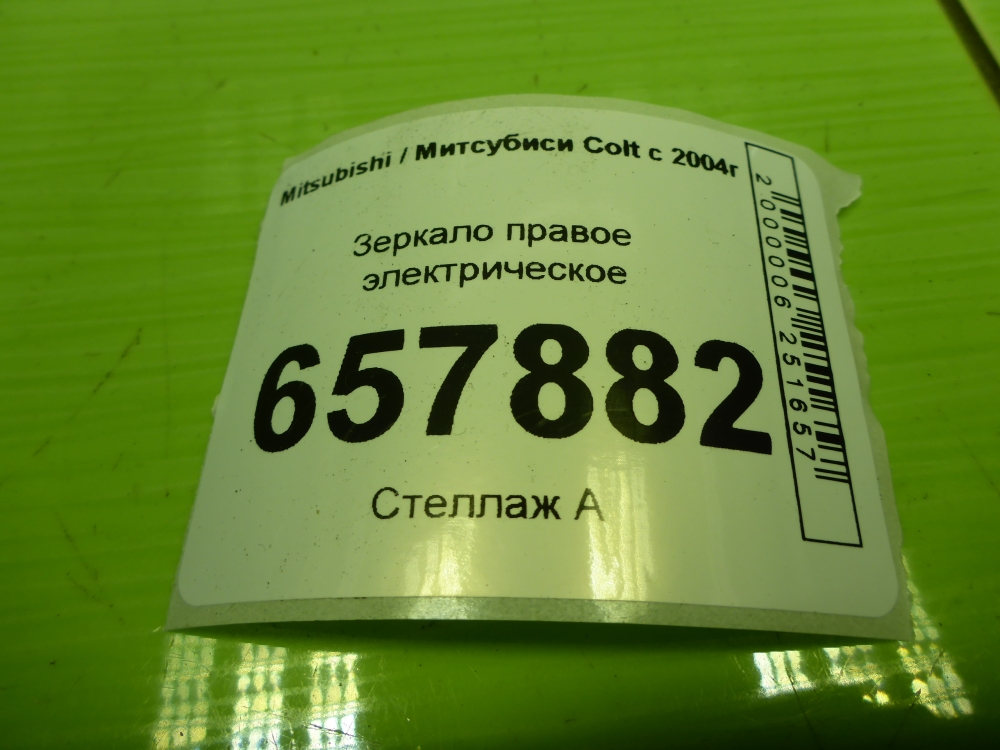 Mitsubishi / Митсубиси Colt с 2004г
Зеркало правое
электрическое
657882
Стеллаж А
2000006251657